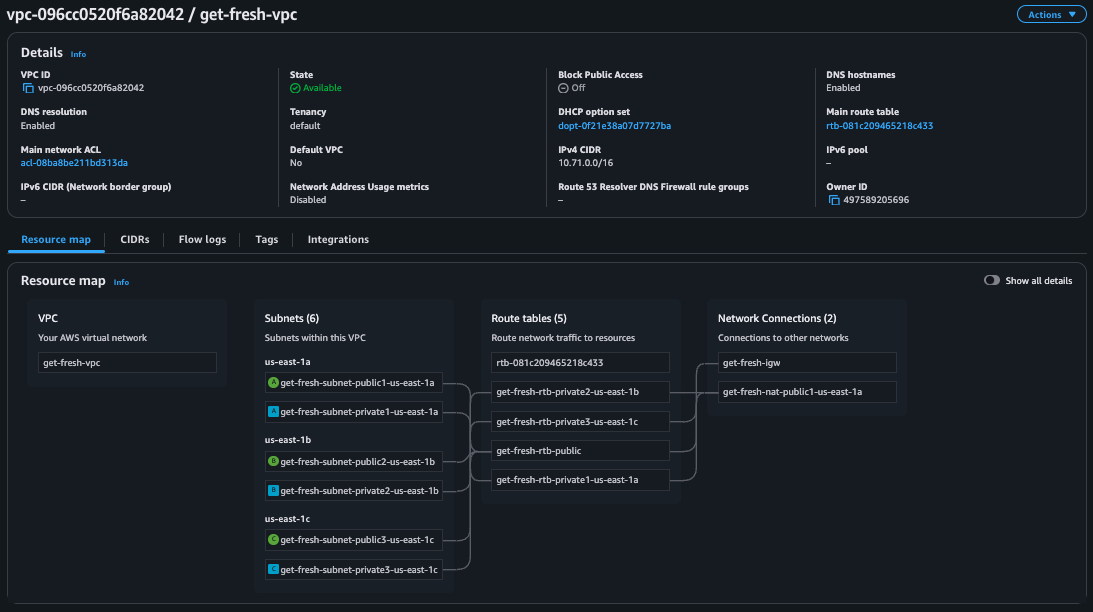 vpc-096cc0520f6a82042 / get-fresh-vpc
Actions
Details
Info
VPC ID
vpc-096cc0520f6a82042
State
Available
Block Public Access
Off
DNS hostnames
Enabled
DNS resolution
Enabled
Tenancy
default
DHCP option set
dopt-0f21e38a07d7727ba
Main route table
rtb-081c209465218c433
Main network ACL
acl-08ba8be211bd313da
Default VPC
No
IPv4 CIDR
10.71.0.0/16
IPv6 pool
–
IPv6 CIDR (Network border group)
–
Network Address Usage metrics
Disabled
Route 53 Resolver DNS Firewall rule groups
–
Owner ID
497589205696
Resource map
CIDRs
Flow logs
Tags
Integrations
Resource map
Info
Show all details
VPC
Your AWS virtual network
get-fresh-vpc
Subnets (6)
Subnets within this VPC
us-east-1a
A get-fresh-subnet-public1-us-east-1a
A get-fresh-subnet-private1-us-east-1a
us-east-1b
B get-fresh-subnet-public2-us-east-1b
B get-fresh-subnet-private2-us-east-1b
us-east-1c
C get-fresh-subnet-public3-us-east-1c
C get-fresh-subnet-private3-us-east-1c
Route tables (5)
Route network traffic to resources
rtb-081c209465218c433
get-fresh-rtb-private2-us-east-1b
get-fresh-rtb-private3-us-east-1c
get-fresh-rtb-public
get-fresh-rtb-private1-us-east-1a
Network Connections (2)
Connections to other networks
get-fresh-igw
get-fresh-nat-public1-us-east-1a